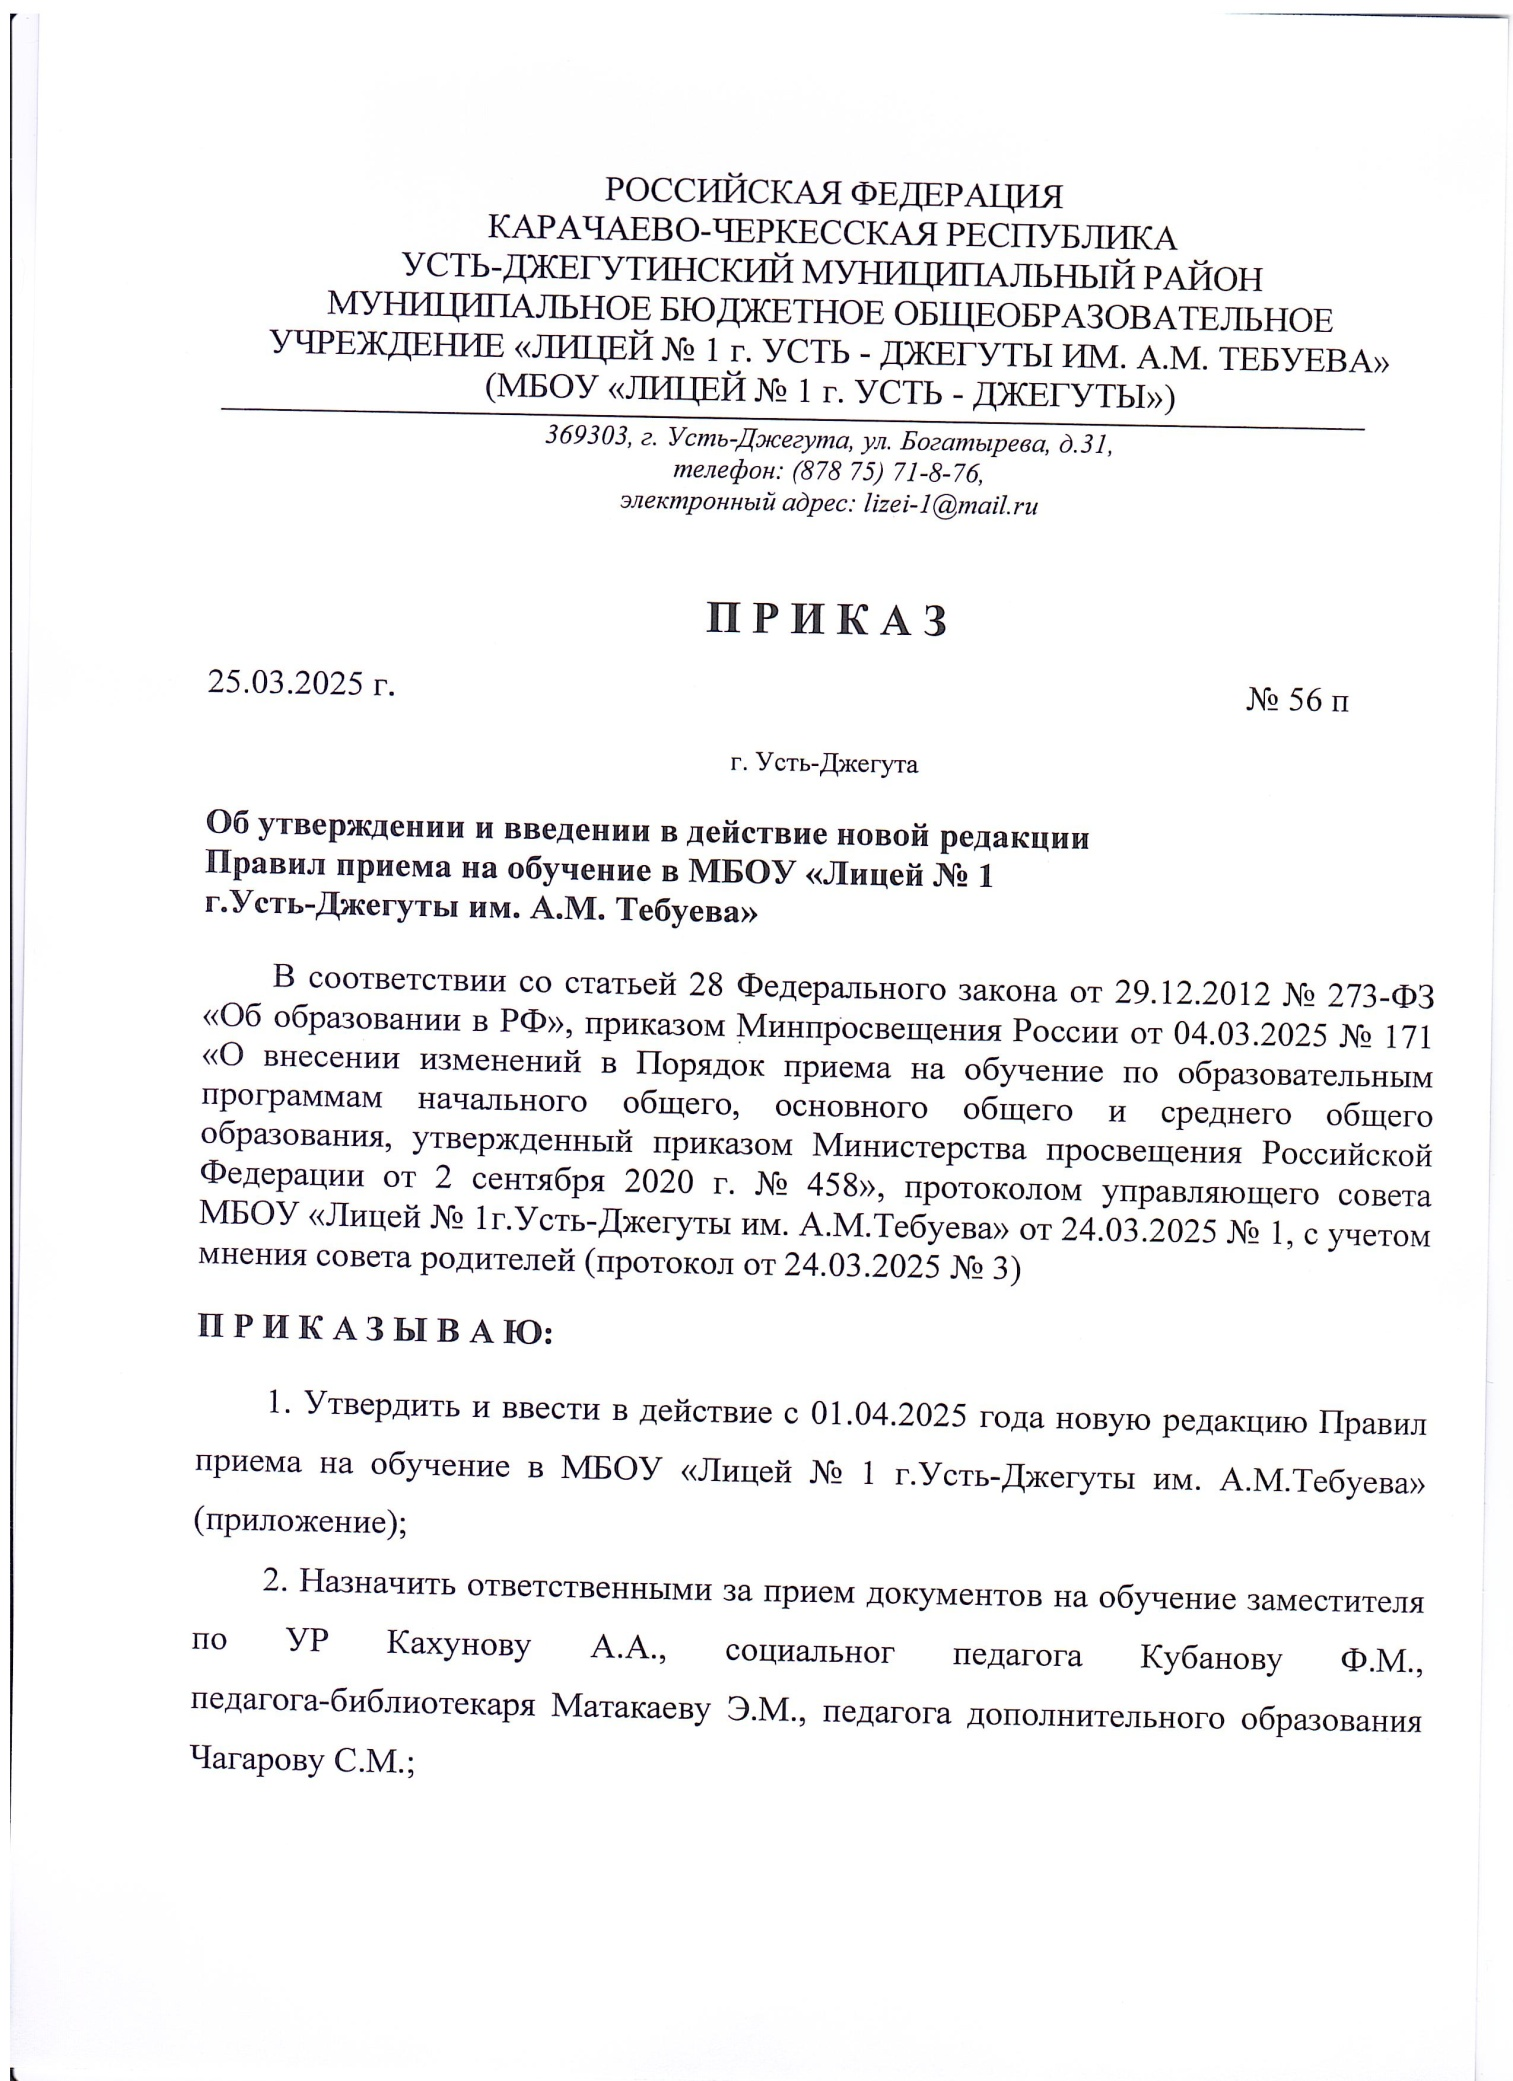 РОССИЙСКАЯ ФЕДЕРАЦИЯ
КАРАЧАЕВО-ЧЕРКЕССКАЯ РЕСПУБЛИКА
УСТЬ-ДЖЕГУТИНСКИЙ МУНИЦИПАЛЬНЫЙ РАЙОН
МУНИЦИПАЛЬНОЕ БЮДЖЕТНОЕ ОБЩЕОБРАЗОВАТЕЛЬНОЕ
УЧРЕЖДЕНИЕ «ЛИЦЕЙ № 1 г. УСТЬ - ДЖЕГУТЫ ИМ. А.М. ТЕБУЕВА»
(МБОУ «ЛИЦЕЙ № 1 г. УСТЬ - ДЖЕГУТЫ»)
369303, г. Усть-Джегута, ул. Богатырева, д.31,
телефон: (878 75) 71-8-76,
электронный адрес: lizei-1@mail.ru
П Р И К А З
25.03.2025 г.
№ 56 п
г. Усть-Джегута
Об утверждении и введении в действие новой редакции
Правил приема на обучение в МБОУ «Лицей № 1
г.Усть-Джегуты им. А.М. Тебуева»
В соответствии со статьей 28 Федерального закона от 29.12.2012 № 273-ФЗ
«Об образовании в РФ», приказом Минпросвещения России от 04.03.2025 № 171
«О внесении изменений в Порядок приема на обучение по образовательным
программам начального общего, основного общего и среднего общего
образования, утвержденный приказом Министерства просвещения Российской
Федерации от 2 сентября 2020 г. № 458», протоколом управляющего совета
МБОУ «Лицей № 1г.Усть-Джегуты им. А.М.Тебуева» от 24.03.2025 № 1, с учетом
мнения совета родителей (протокол от 24.03.2025 № 3)
П Р И К А З Ы В А Ю:
1. Утвердить и ввести в действие с 01.04.2025 года новую редакцию Правил
приема на обучение в МБОУ «Лицей № 1 г.Усть-Джегуты им. А.М.Тебуева»
(приложение);
2. Назначить ответственными за прием документов на обучение заместителя
по УР Кахунову А.А., социальног педагога Кубанову Ф.М.,
педагога-библиотекаря Матакаеву Э.М., педагога дополнительного образования
Чагарову С.М.;